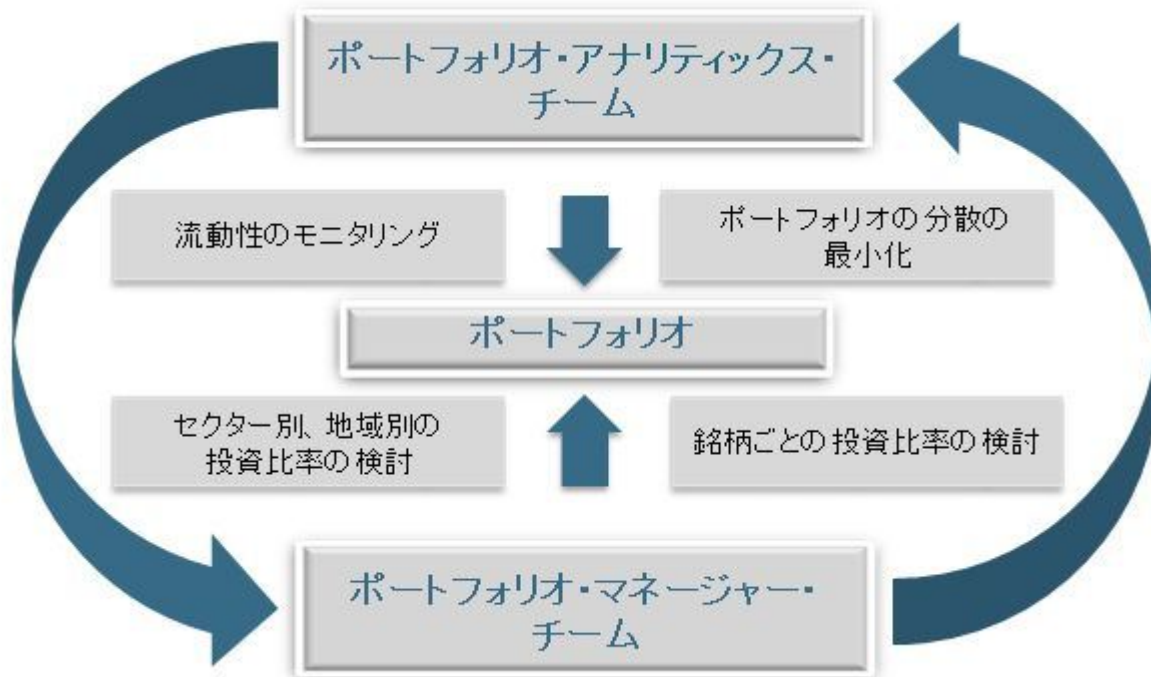 ポートフォリオ・アナリティックス・
チーム
流動性のモニタリング
ポートフォリオの分散の
最小化
ポートフォリオ
セクター別、地域別の
投資比率の検討
銘柄ごとの投資比率の検討
ポートフォリオ・マネージャー・
チーム